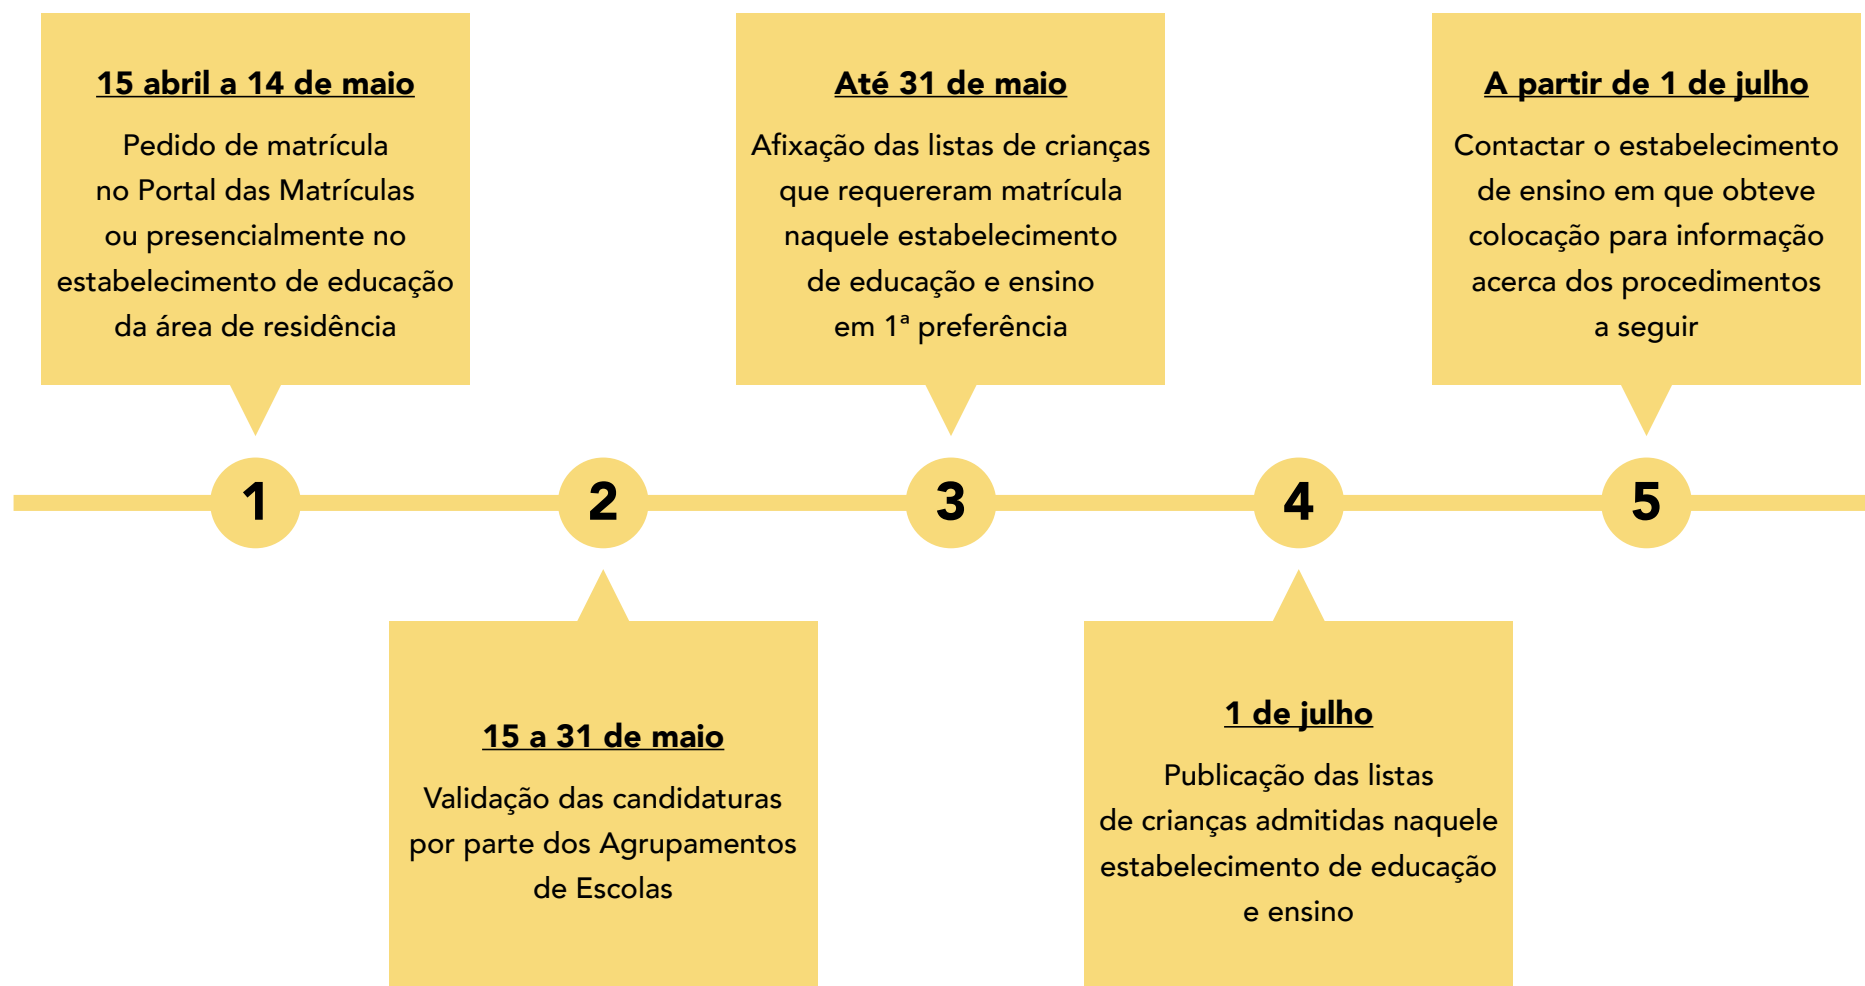 15 abril a 14 de maio
Pedido de matrícula
no Portal das Matrículas
ou presencialmente no
estabelecimento de educação
da área de residência
Até 31 de maio
Afixação das listas de crianças
que requereram matrícula
naquele estabelecimento
de educação e ensino
em 1ª preferência
A partir de 1 de julho
Contactar o estabelecimento
de ensino em que obteve
colocação para informação
acerca dos procedimentos
a seguir
1
2
3
4
5
15 a 31 de maio
Validação das candidaturas
por parte dos Agrupamentos
de Escolas
1 de julho
Publicação das listas
de crianças admitidas naquele
estabelecimento de educação
e ensino